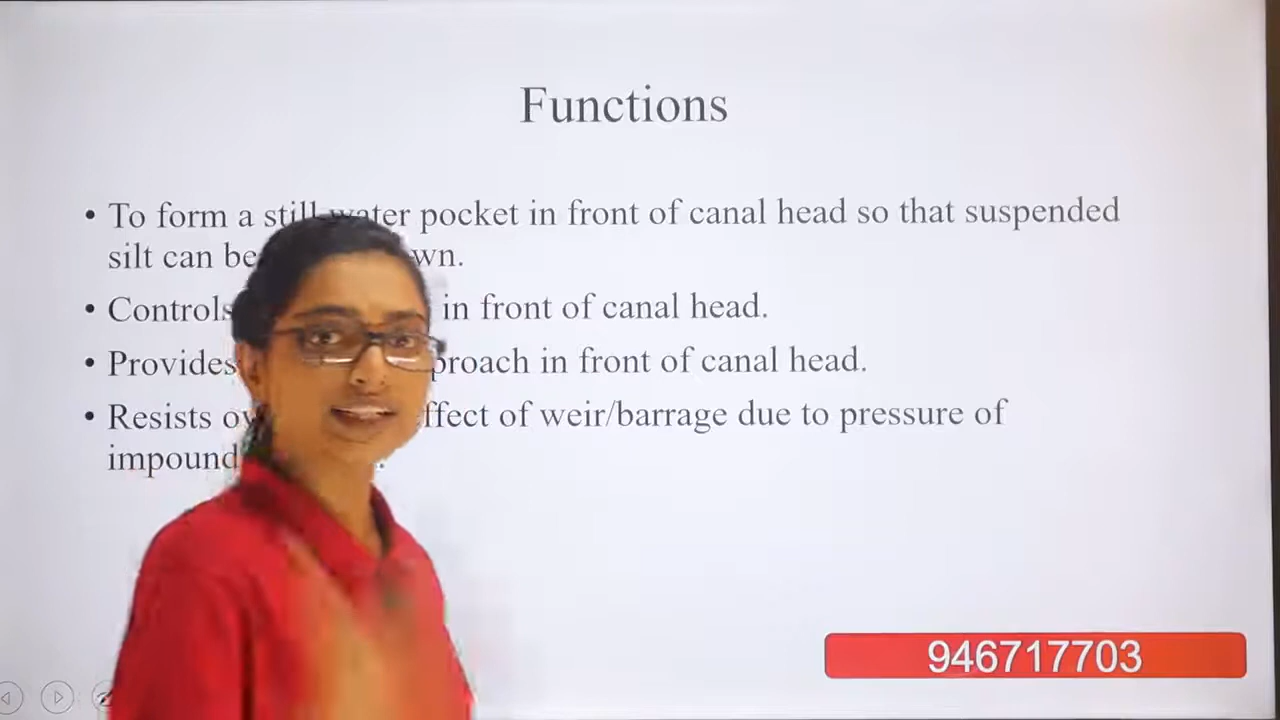 Functions
• To form a still water pocket in front of canal head so that suspended
silt can be wn.
• Controls in front of canal head.
• Provides proach in front of canal head.
• Resists ov ffect of weir/barrage due to pressure of
impound
946717703